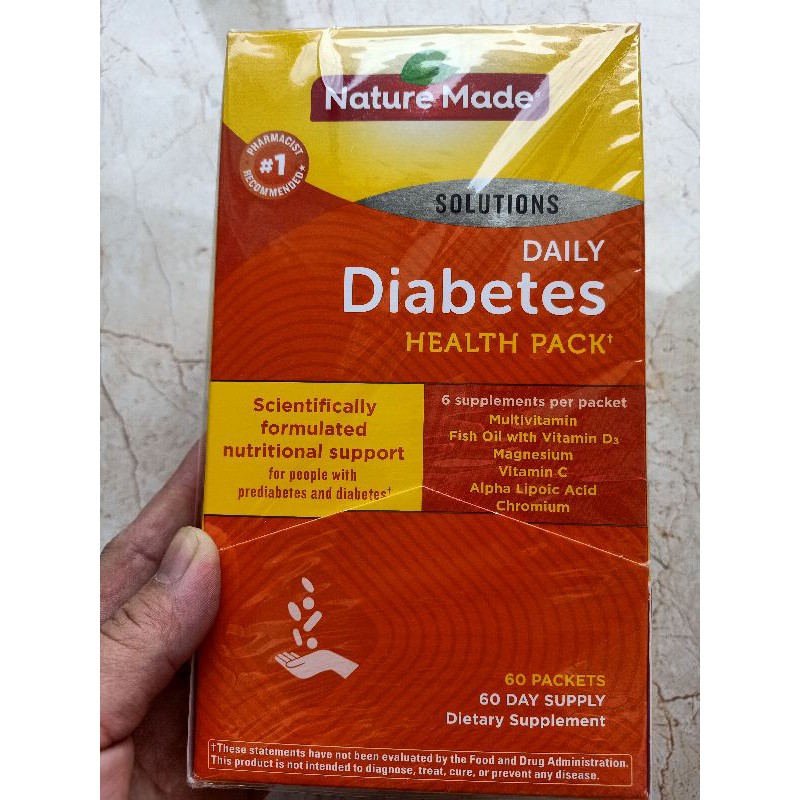 Nature Made®
PHARMACIST
#1
RECOMMENDED*
SOLUTIONS
DAILY
Diabetes
HEALTH PACK†
Scientifically
formulated
nutritional support
for people with
prediabetes and diabetes†
6 supplements per packet
Multivitamin
Fish Oil with Vitamin D₃
Magnesium
Vitamin C
Alpha Lipoic Acid
Chromium
60 PACKETS
60 DAY SUPPLY
Dietary Supplement
†These statements have not been evaluated by the Food and Drug Administration.
This product is not intended to diagnose, treat, cure, or prevent any disease.